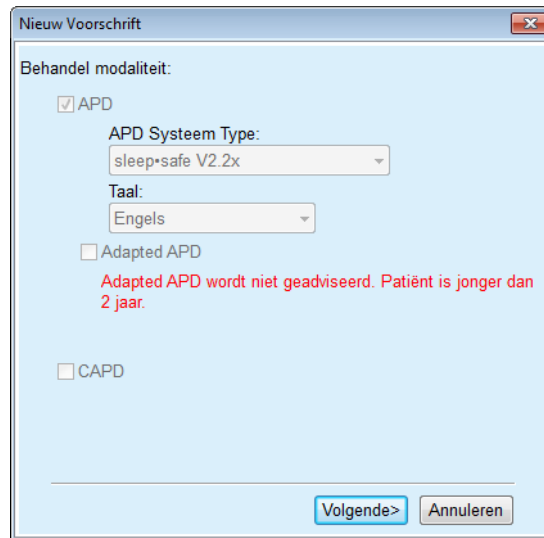 Nieuw Voorschrift
Behandel modaliteit:
APD
APD Systeem Type:
sleep•safe V2.2x
Taal:
Engels
Adapted APD
Adapted APD wordt niet geadviseerd. Patiënt is jonger dan
2 jaar.
CAPD
Volgende>
Annuleren